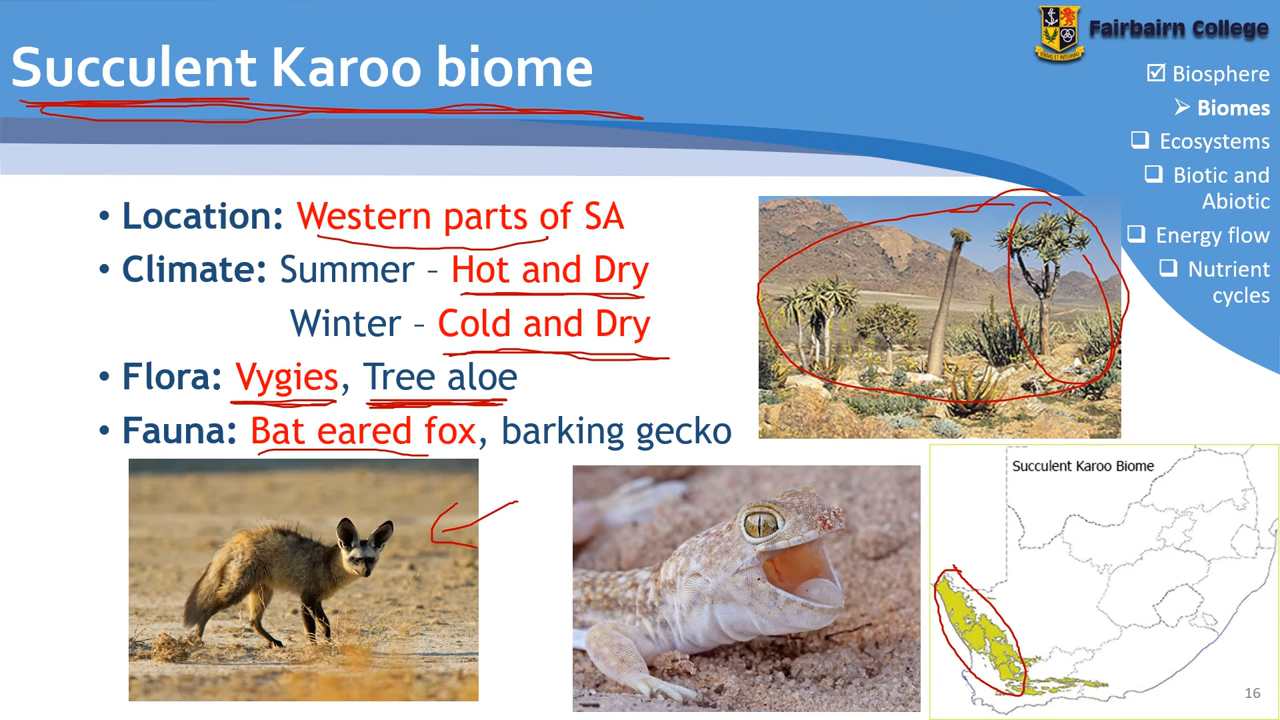 Succulent Karoo biome
Fairbairn College
☑ Biosphere
➢ Biomes
❑ Ecosystems
❑ Biotic and
Abiotic
❑ Energy flow
❑ Nutrient
cycles
• Location: Western parts of SA
• Climate: Summer – Hot and Dry
Winter – Cold and Dry
• Flora: Vygies, Tree aloe
• Fauna: Bat eared fox, barking gecko
Succulent Karoo Biome
16